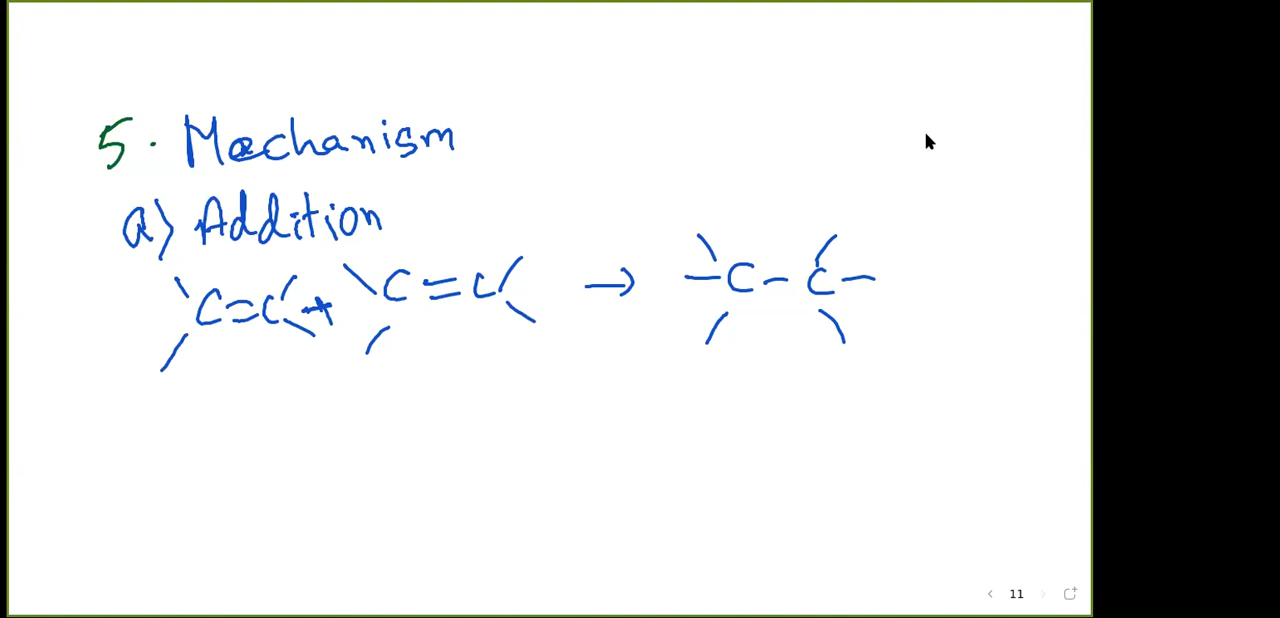 5. Mechanism
a) Addition
C=C + C=C → -C-C-
11